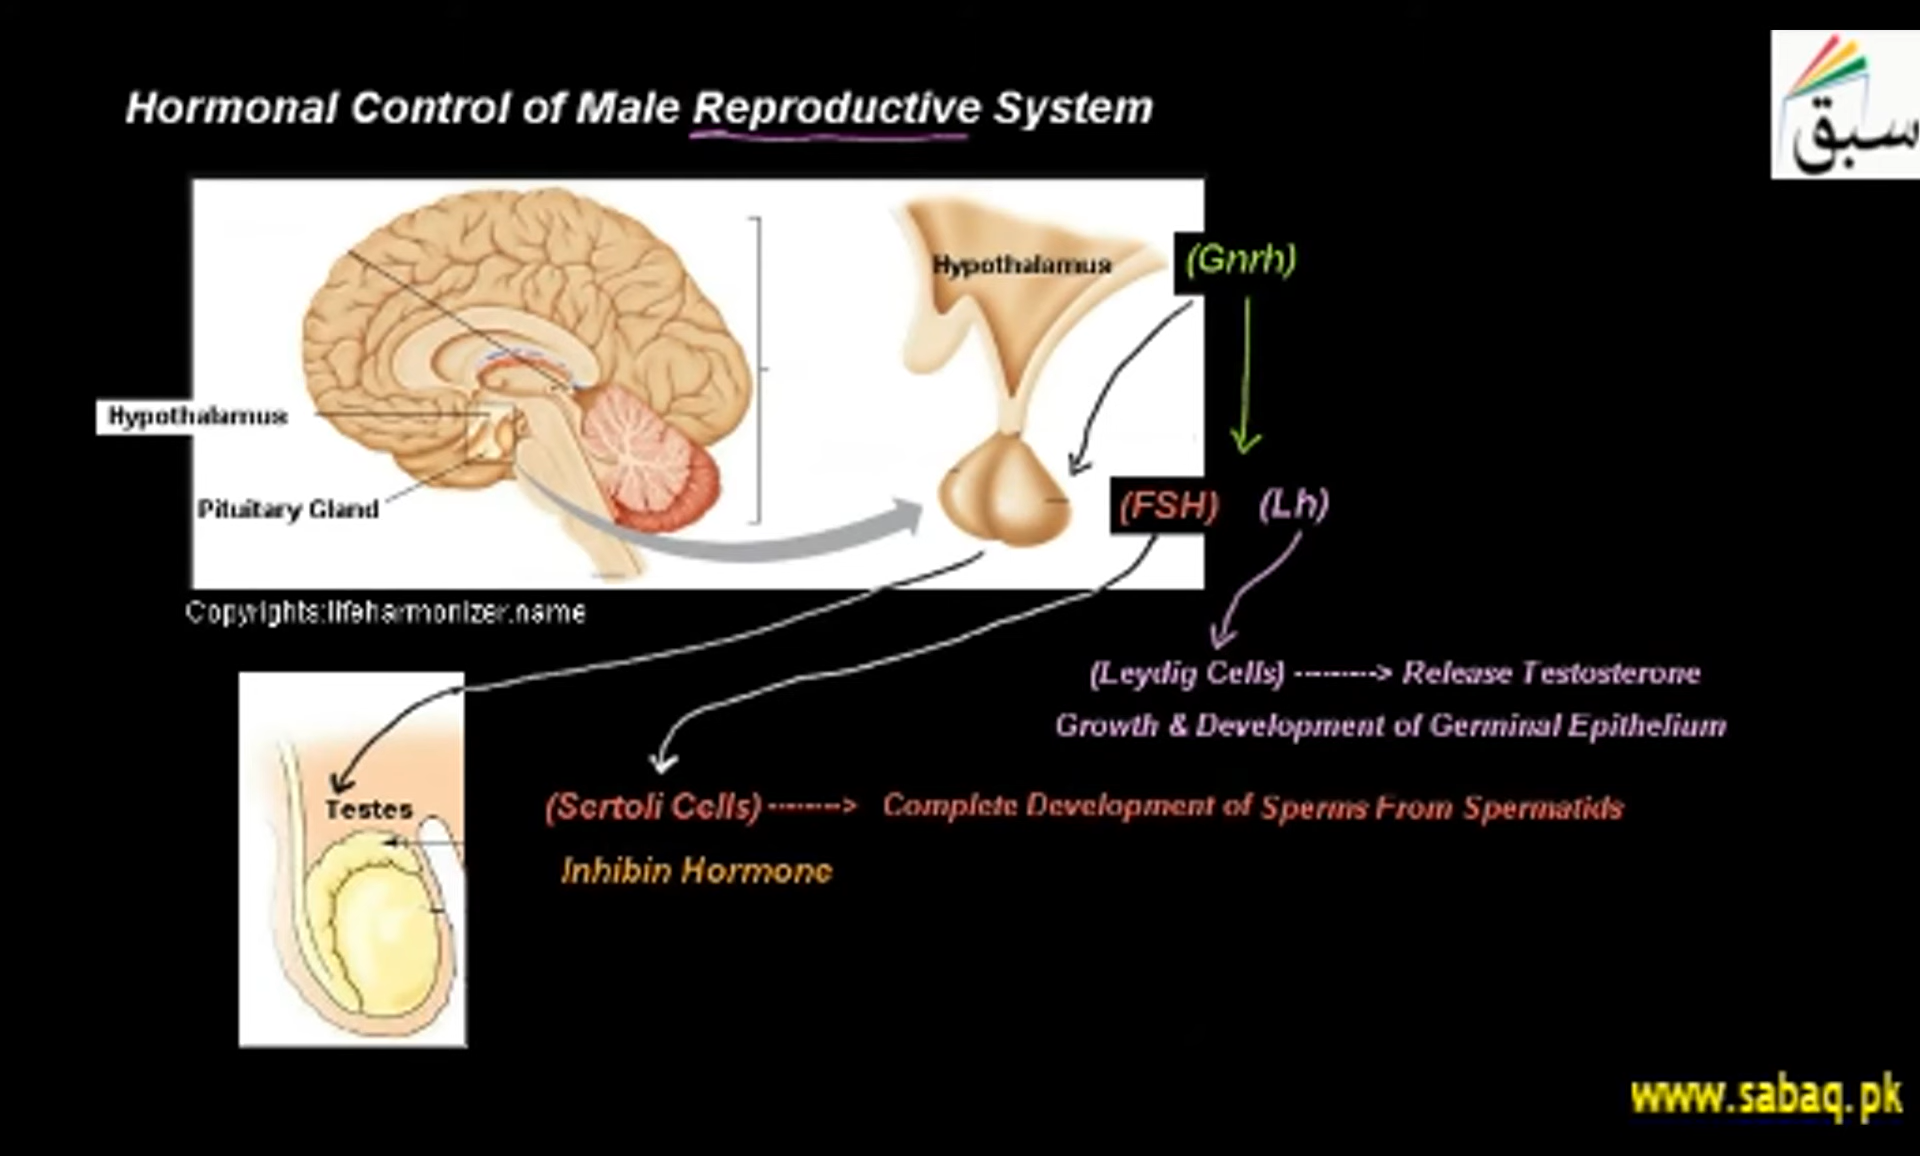 سبق
Hormonal Control of Male Reproductive System
Hypothalamus
(Gnrh)
Hypothalamus
Pituitary Gland
(FSH) (Lh)
Copyrights:lifeharmonizer.name
(Leydig Cells) ---------> Release Testosterone
Growth & Development of Germinal Epithelium
Testes
(Sertoli Cells) --------> Complete Development of Sperms From Spermatids
Inhibin Hormone
www.sabaq.pk